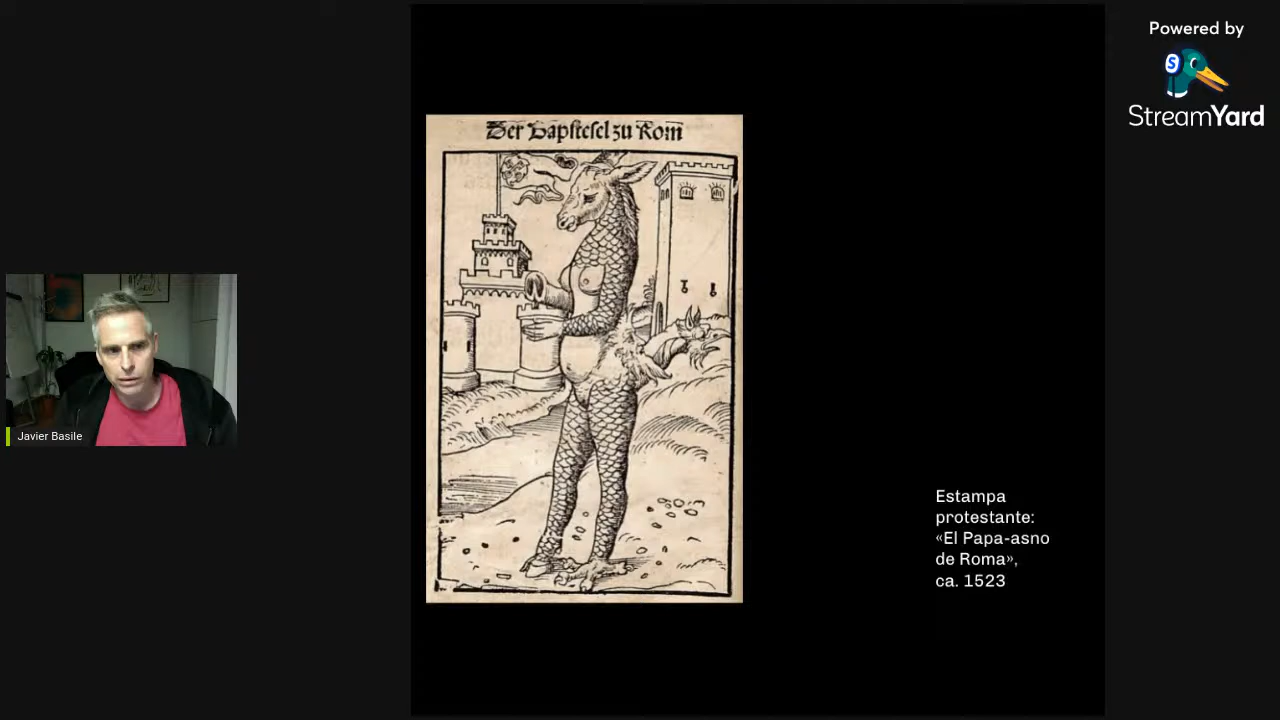 Powered by
StreamYard
Der Bapstesel zu Rom
Javier Basile
Estampa
protestante:
«El Papa-asno
de Roma»,
ca. 1523